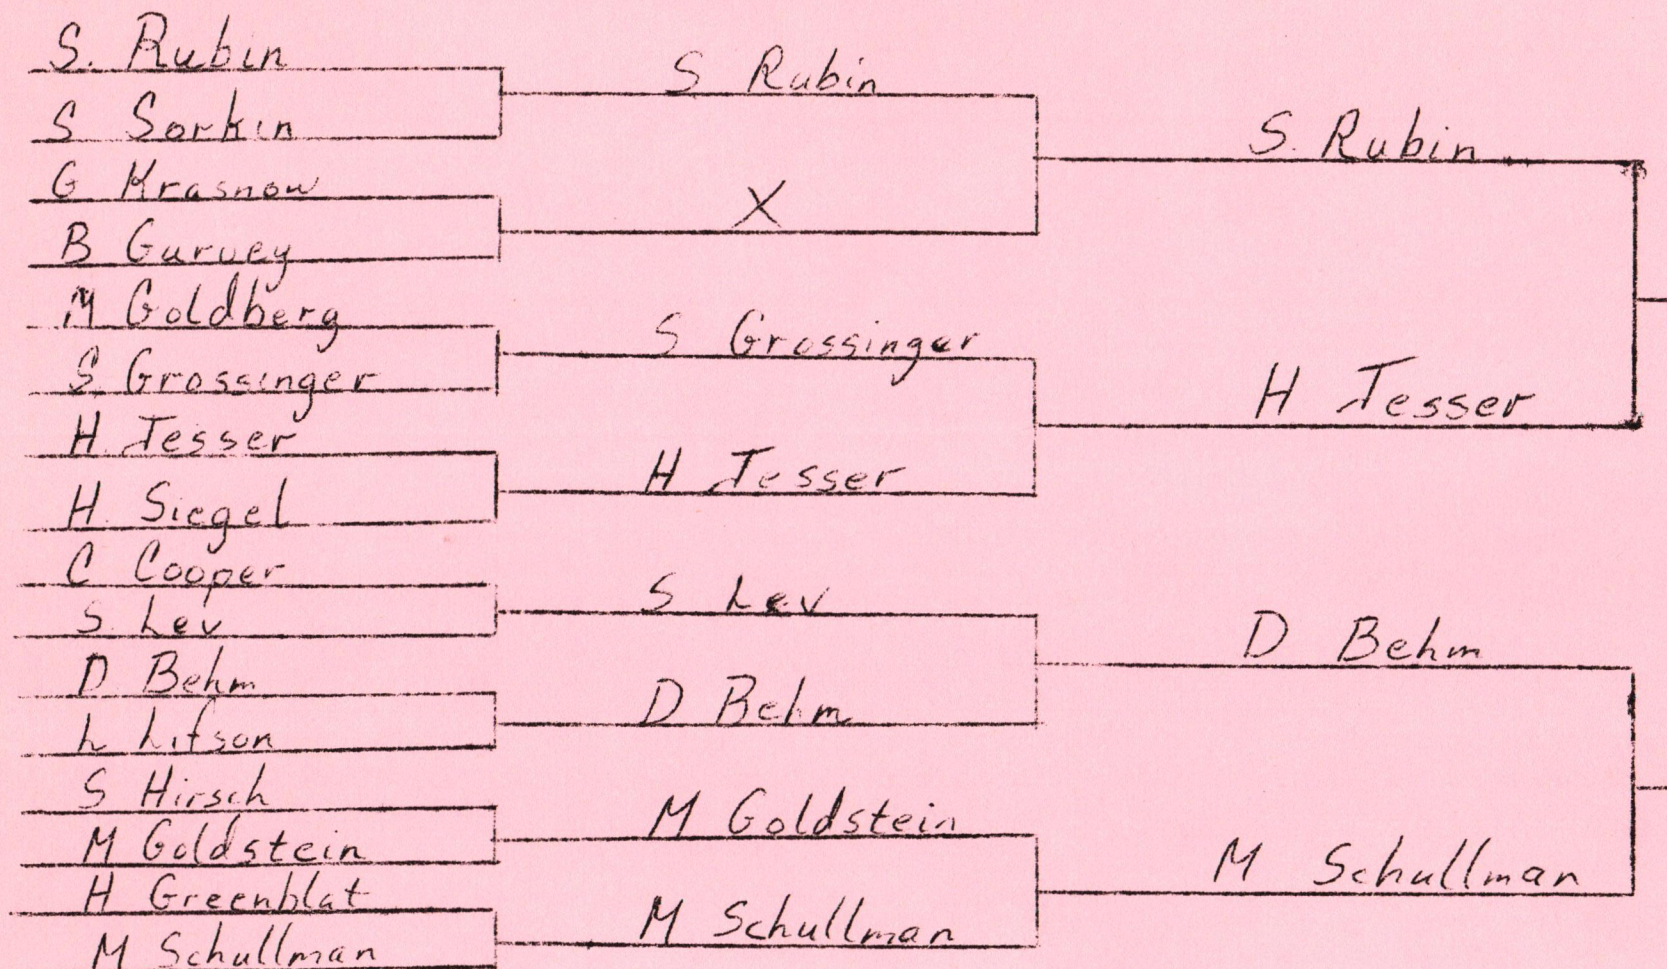 S. Rubin
S Sorkin
G Krasnow
B Garvey
M Goldberg
S. Grossinger
H. Tesser
H. Siegel
C Cooper
S. Lev
D Behm
L Lifson
S Hirsch
M Goldstein
H Greenblat
M Schullman
S Rubin
X
S Grossinger
H Tesser
S Lev
D Behm
M Goldstein
M Schullman
S. Rubin
H Tesser
D Behm
M Schullman